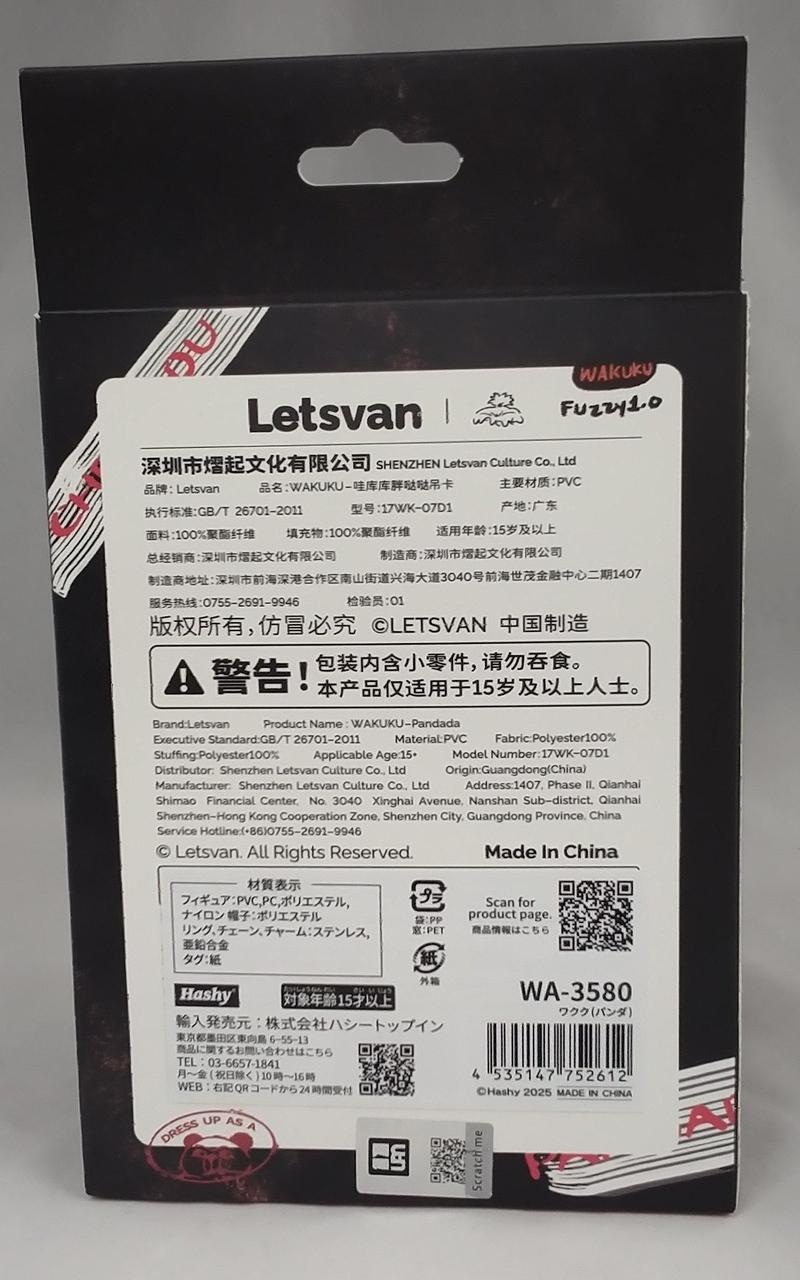 WAKUKU
Letsvan
Fuzzy1.0
深圳市熠起文化有限公司 SHENZHEN Letsvan Culture Co., Ltd
品牌: Letsvan 品名:WAKUKU-哇库库胖哒哒吊卡 主要材质:PVC
执行标准:GB/T 26701-2011 型号:17WK-07D1 产地:广东
面料:100%聚酯纤维 填充物:100%聚酯纤维 适用年龄:15岁及以上
总经销商:深圳市熠起文化有限公司 制造商:深圳市熠起文化有限公司
制造商地址:深圳市前海深港合作区南山街道兴海大道3040号前海世茂金融中心二期1407
服务热线:0755-2691-9946 检验员:01
版权所有,仿冒必究 ©LETSVAN 中国制造
警告!
包装内含小零件,请勿吞食。
本产品仅适用于15岁及以上人士。
Brand:Letsvan Product Name : WAKUKU-Pandada
Executive Standard:GB/T 26701-2011 Material:PVC Fabric:Polyester100%
Stuffing:Polyester100% Applicable Age:15+ Model Number:17WK-07D1
Distributor: Shenzhen Letsvan Culture Co., Ltd Origin:Guangdong(China)
Manufacturer: Shenzhen Letsvan Culture Co., Ltd Address:1407, Phase II, Qianhai
Shimao Financial Center, No. 3040 Xinghai Avenue, Nanshan Sub-district, Qianhai
Shenzhen-Hong Kong Cooperation Zone, Shenzhen City, Guangdong Province, China
Service Hotline:(+86)0755-2691-9946
© Letsvan. All Rights Reserved. Made In China
材質表示
フィギュア:PVC,PC,ポリエステル,
ナイロン 帽子:ポリエステル
リング、チェーン、チャーム:ステンレス,
亜鉛合金
タグ:紙
プラ
袋:PP
窓:PET
紙
外箱
Scan for
product page.
商品情報はこちら
Hashy
たいしょうねんれい さい いじょう
対象年齢15才以上
輸入発売元:株式会社ハシートップイン
東京都墨田区東向島 6-55-13
商品に関するお問い合わせはこちら
TEL:03-6657-1841
月~金(祝日除く)10時~16時
WEB:右記QRコードから24時間受付
WA-3580
ワクク(パンダ)
4 535147 752612
©Hashy 2025 MADE IN CHINA
DRESS UP AS A
Scratch me